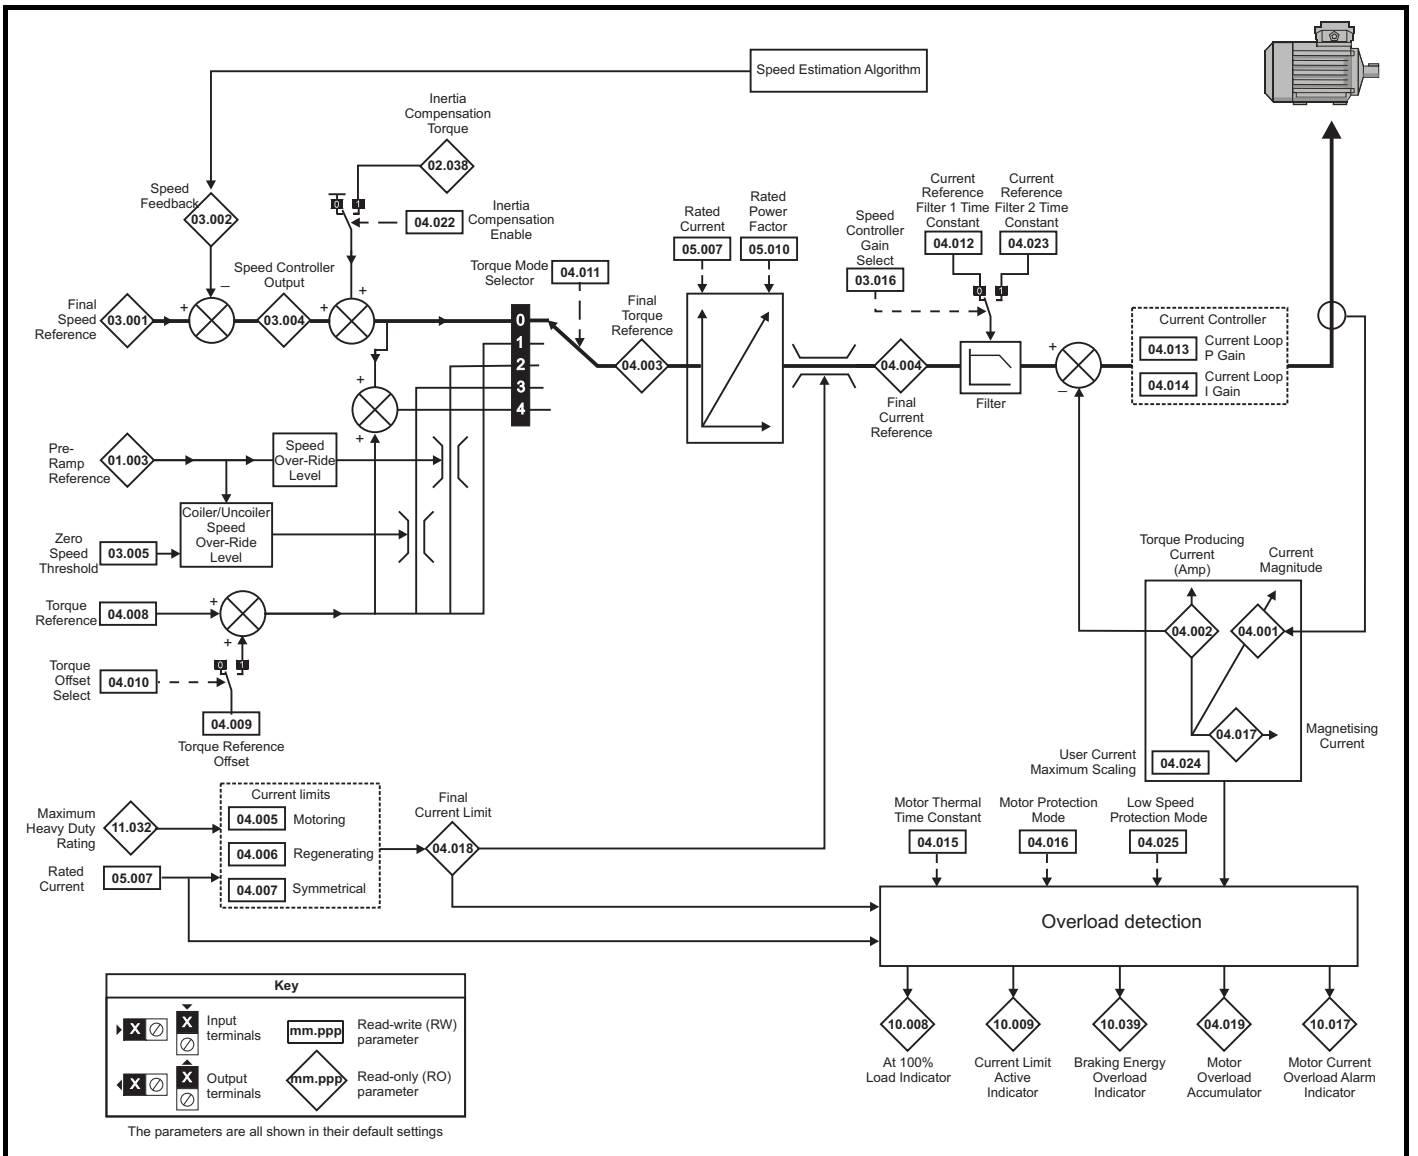 Speed Estimation Algorithm
Inertia
Compensation
Torque
02.038
Speed
Feedback
03.002
0 1
04.022
Inertia
Compensation
Enable
Speed Controller
Output
Final
Speed
Reference
03.001
+
–
03.004
+
+
Torque Mode
Selector
04.011
0
1
2
3
4
+
+
Final
Torque
Reference
04.003
Rated
Current
05.007
Rated
Power
Factor
05.010
Speed
Controller
Gain
Select
03.016
Current
Reference
Filter 1 Time
Constant
04.012
Current
Reference
Filter 2 Time
Constant
04.023
0 1
04.004
Final
Current
Reference
Filter
+
–
Current Controller
04.013
Current Loop
P Gain
04.014
Current Loop
I Gain
Pre-
Ramp
Reference
01.003
Speed
Over-Ride
Level
Coiler/Uncoiler
Speed
Over-Ride
Level
Zero
Speed
Threshold
03.005
Torque
Reference
04.008
+
+
0 1
Torque
Offset
Select
04.010
04.009
Torque Reference
Offset
Torque Producing
Current
(Amp)
Current
Magnitude
04.002
04.001
04.017
Magnetising
Current
User Current
Maximum Scaling
04.024
Maximum
Heavy Duty
Rating
11.032
Rated
Current
05.007
Current limits
04.005 Motoring
04.006 Regenerating
04.007 Symmetrical
Final
Current Limit
04.018
Motor Thermal
Time Constant
04.015
Motor Protection
Mode
04.016
Low Speed
Protection Mode
04.025
Overload detection
10.008
At 100%
Load Indicator
10.009
Current Limit
Active
Indicator
10.039
Braking Energy
Overload
Indicator
04.019
Motor
Overload
Accumulator
10.017
Motor Current
Overload Alarm
Indicator
Key
X
X
Input
terminals
mm.ppp
Read-write (RW)
parameter
X
X
Output
terminals
mm.ppp
Read-only (RO)
parameter
The parameters are all shown in their default settings